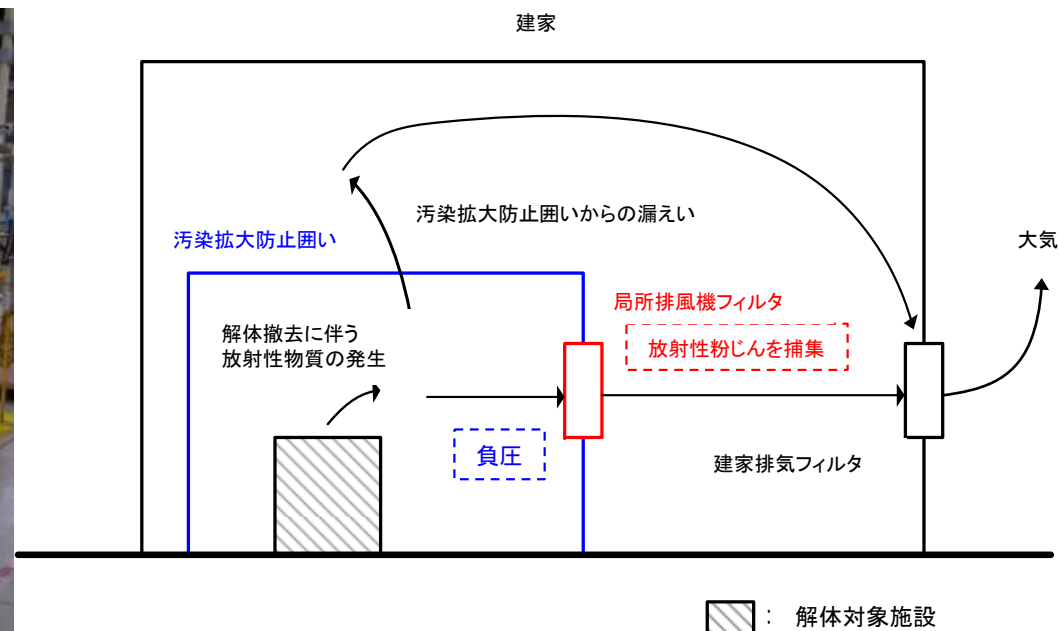 建家
汚染拡大防止囲いからの漏えい
汚染拡大防止囲い
大気
局所排風機フィルタ
放射性粉じんを捕集
解体撤去に伴う
放射性物質の発生
負圧
建家排気フィルタ
： 解体対象施設